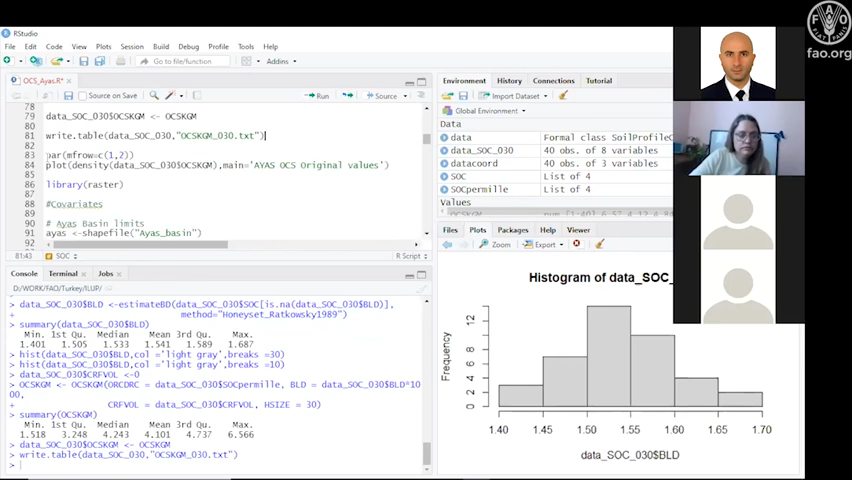 RStudio
File Edit Code View Plots Session Build Debug Profile Tools Help
Go to file/function Addins
OCS_Ayas.R*
Source on Save Run Source
78
79 data_SOC_030$OCSKGM <- OCSKGM
80
81 write.table(data_SOC_030,"OCSKGM_030.txt")
82
83 par(mfrow=c(1,2))
84 plot(density(data_SOC_030$OCSKGM),main='AYAS OCS Original values')
85
86 library(raster)
87
88 #Covariates
89
90 # Ayas Basin limits
91 ayas <-shapefile("Ayas_basin")
92
81:43 SOC R Script
Console Terminal Jobs
D:/WORK/FAO/Turkey/ILUP/
> data_SOC_030$BLD <-estimateBD(data_SOC_030$SOC[is.na(data_SOC_030$BLD)],
+ method="Honeyset_Ratkowsky1989")
> summary(data_SOC_030$BLD)
Min. 1st Qu. Median Mean 3rd Qu. Max.
1.401 1.505 1.533 1.541 1.589 1.687
> hist(data_SOC_030$BLD,col ='light gray',breaks =30)
> hist(data_SOC_030$BLD,col ='light gray',breaks =10)
> data_SOC_030$CRFVOL <-0
> OCSKGM <- OCSKGM(ORCDRC = data_SOC_030$SOCpermille, BLD = data_SOC_030$BLD*10
00,
+ CRFVOL = data_SOC_030$CRFVOL, HSIZE = 30)
> summary(OCSKGM)
Min. 1st Qu. Median Mean 3rd Qu. Max.
1.518 3.248 4.243 4.101 4.737 6.566
> data_SOC_030$OCSKGM <- OCSKGM
> write.table(data_SOC_030,"OCSKGM_030.txt")
>
Environment History Connections Tutorial
Import Dataset
Global Environment
Data
data Formal class SoilProfileC
data_SOC_030 40 obs. of 8 variables
datacoord 40 obs. of 3 variables
SOC List of 4
SOCpermille List of 4
Values
Files Plots Packages Help Viewer
Zoom Export
Histogram of data_SOC_
Frequency
12
8
6
4
2
0
1.40 1.45 1.50 1.55 1.60 1.65 1.70
data_SOC_030$BLD
FAO
FIAT PANIS
fao.org